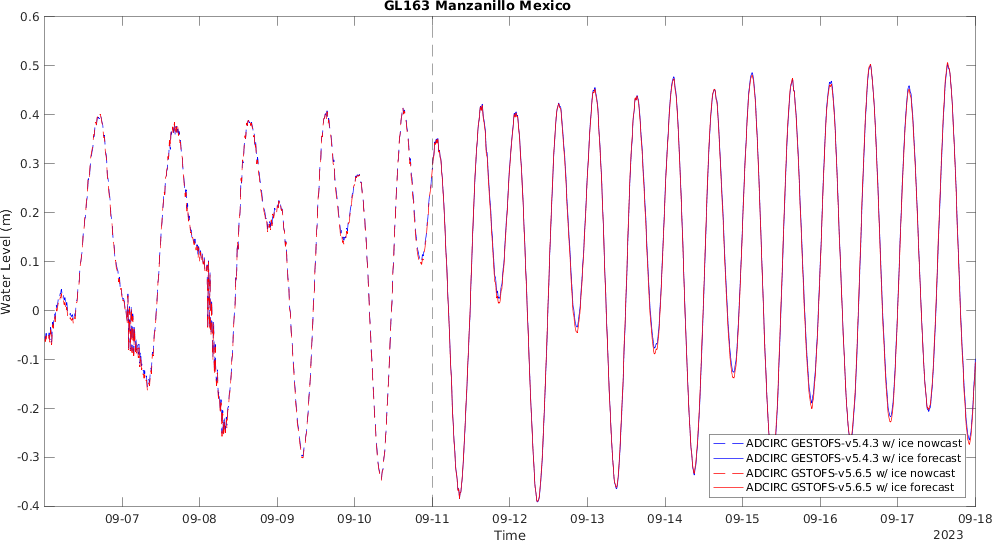 GL163 Manzanillo Mexico
0.6
0.5
0.4
0.3
0.2
0.1
0
-0.1
-0.2
-0.3
-0.4
Water Level (m)
ADCIRC GESTOFS-v5.4.3 w/ ice nowcast
ADCIRC GESTOFS-v5.4.3 w/ ice forecast
ADCIRC GSTOFS-v5.6.5 w/ ice nowcast
ADCIRC GSTOFS-v5.6.5 w/ ice forecast
09-07 09-08 09-09 09-10 09-11 09-12 09-13 09-14 09-15 09-16 09-17 09-18
Time
2023